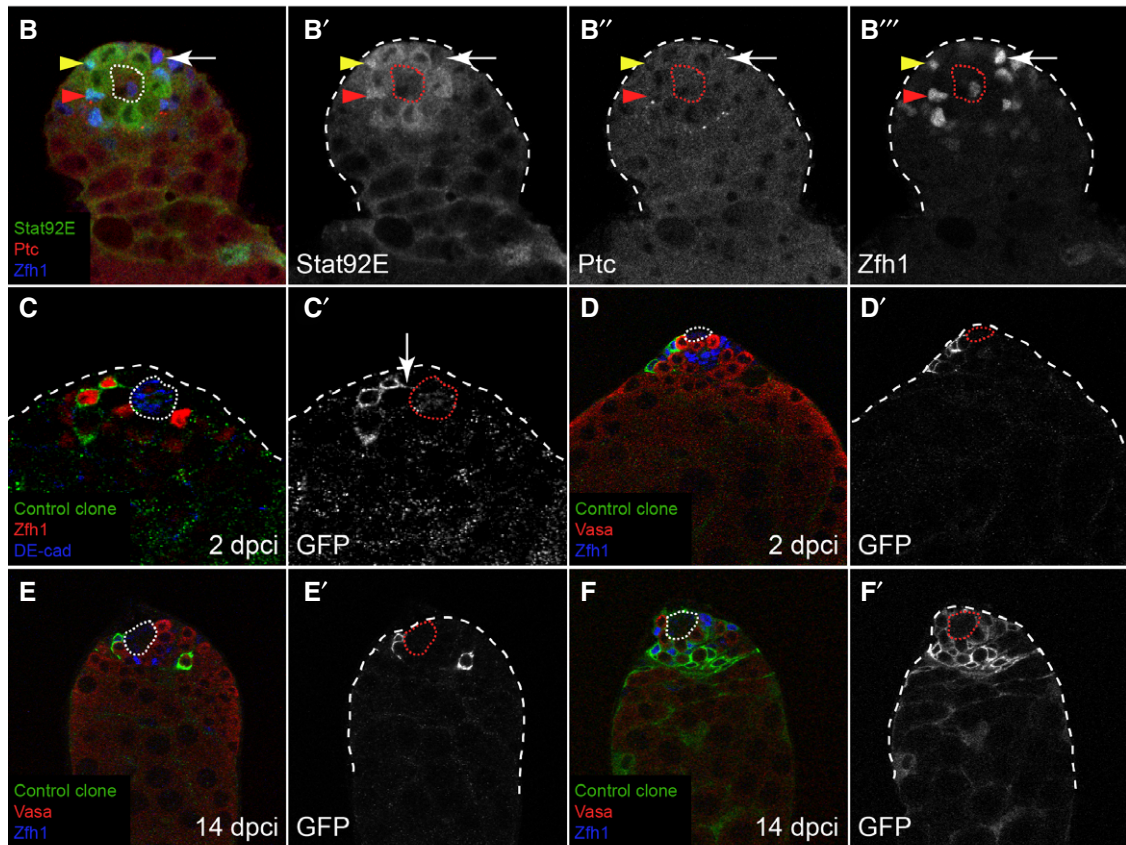 B
B′
B′′
B′′′
Stat92E
Ptc
Zfh1
Stat92E
Ptc
Zfh1
C
C′
D
D′
Control clone
Zfh1
DE-cad
2 dpci
GFP
Control clone
Vasa
Zfh1
2 dpci
GFP
E
E′
F
F′
Control clone
Vasa
Zfh1
14 dpci
GFP
Control clone
Vasa
Zfh1
14 dpci
GFP